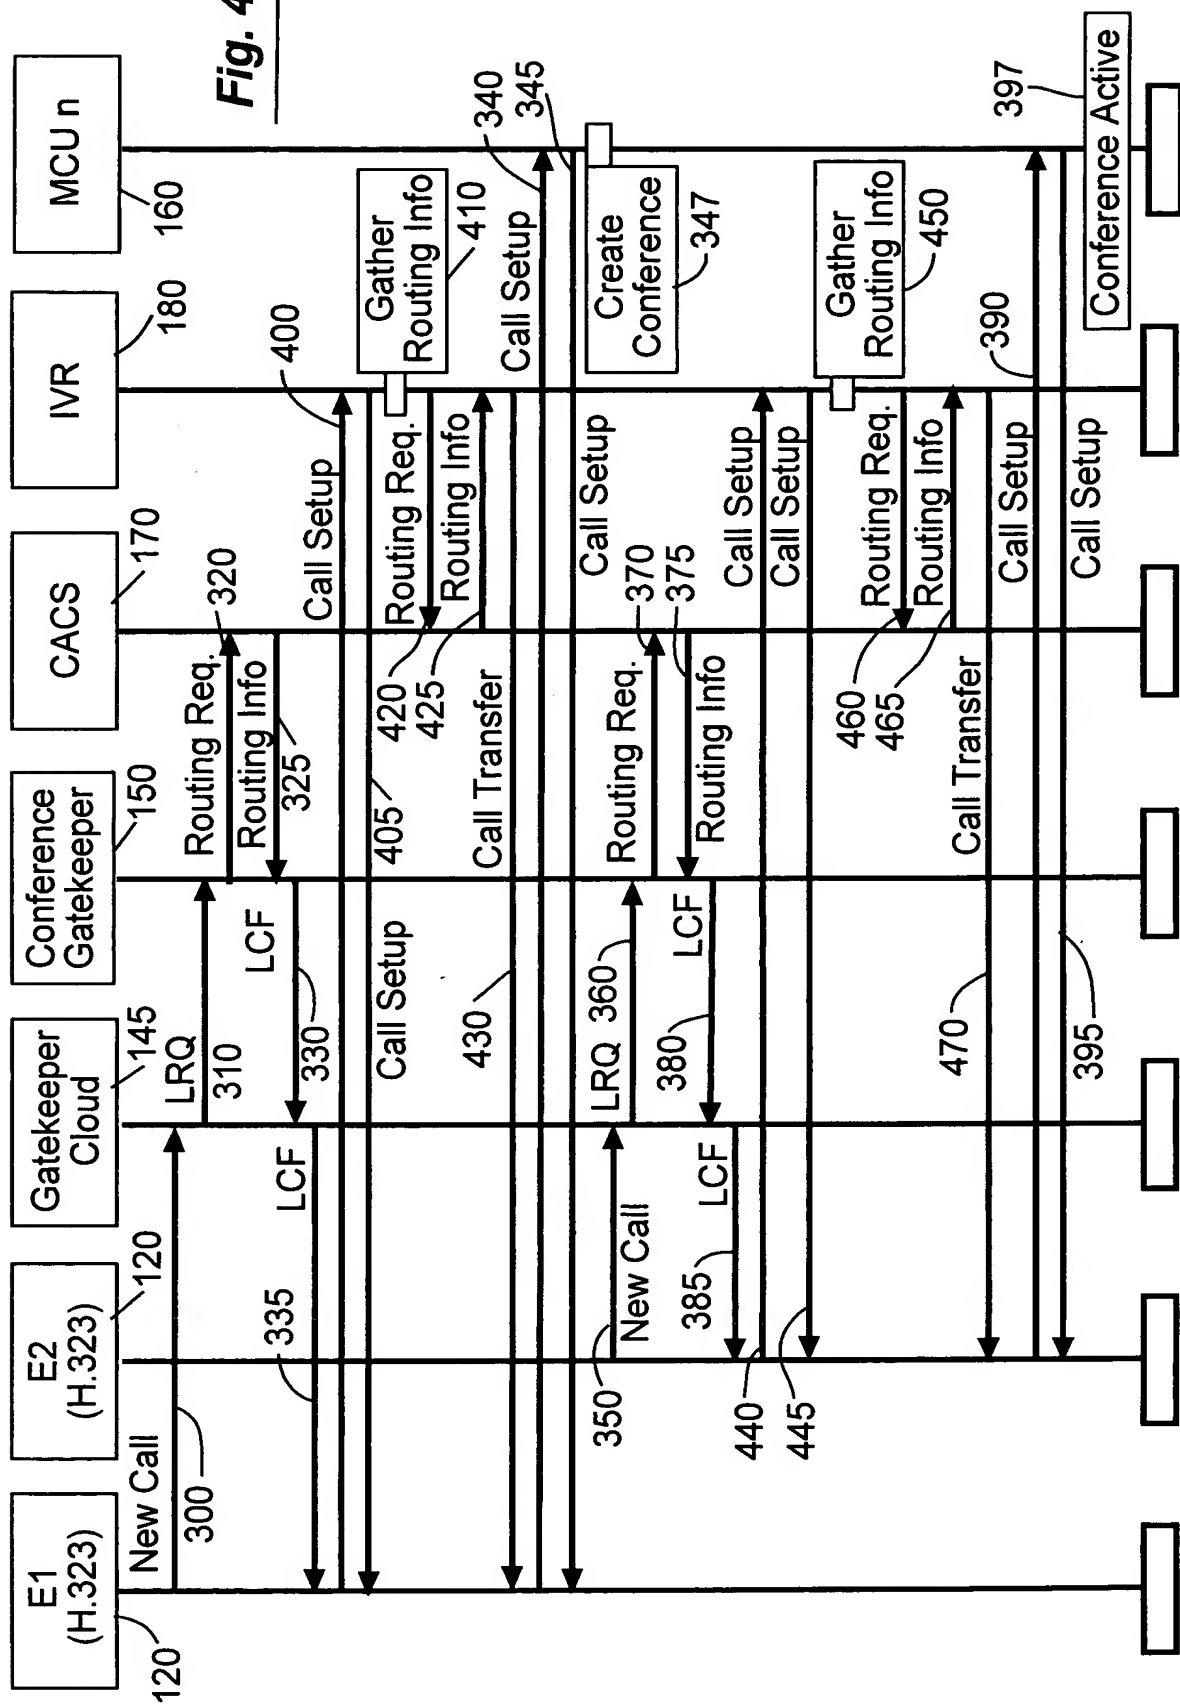 Fig. 4
E1
(H.323)
120
E2
(H.323)
120
Gatekeeper
Cloud
145
Conference
Gatekeeper
150
CACS
170
IVR
180
MCU n
160
New Call
300
LRQ
310
Routing Req.
320
Routing Info
325
LCF
330
LCF
335
Call Setup
400
Call Setup
405
Gather
Routing Info
410
Routing Req.
420
Routing Info
425
Call Transfer
430
Call Setup
340
Call Setup
345
Create
Conference
347
New Call
350
LRQ
360
Routing Req.
370
Routing Info
375
LCF
380
LCF
385
Call Setup
440
Call Setup
445
Gather
Routing Info
450
Routing Req.
460
Routing Info
465
Call Transfer
470
Call Setup
390
Call Setup
395
Conference Active
397